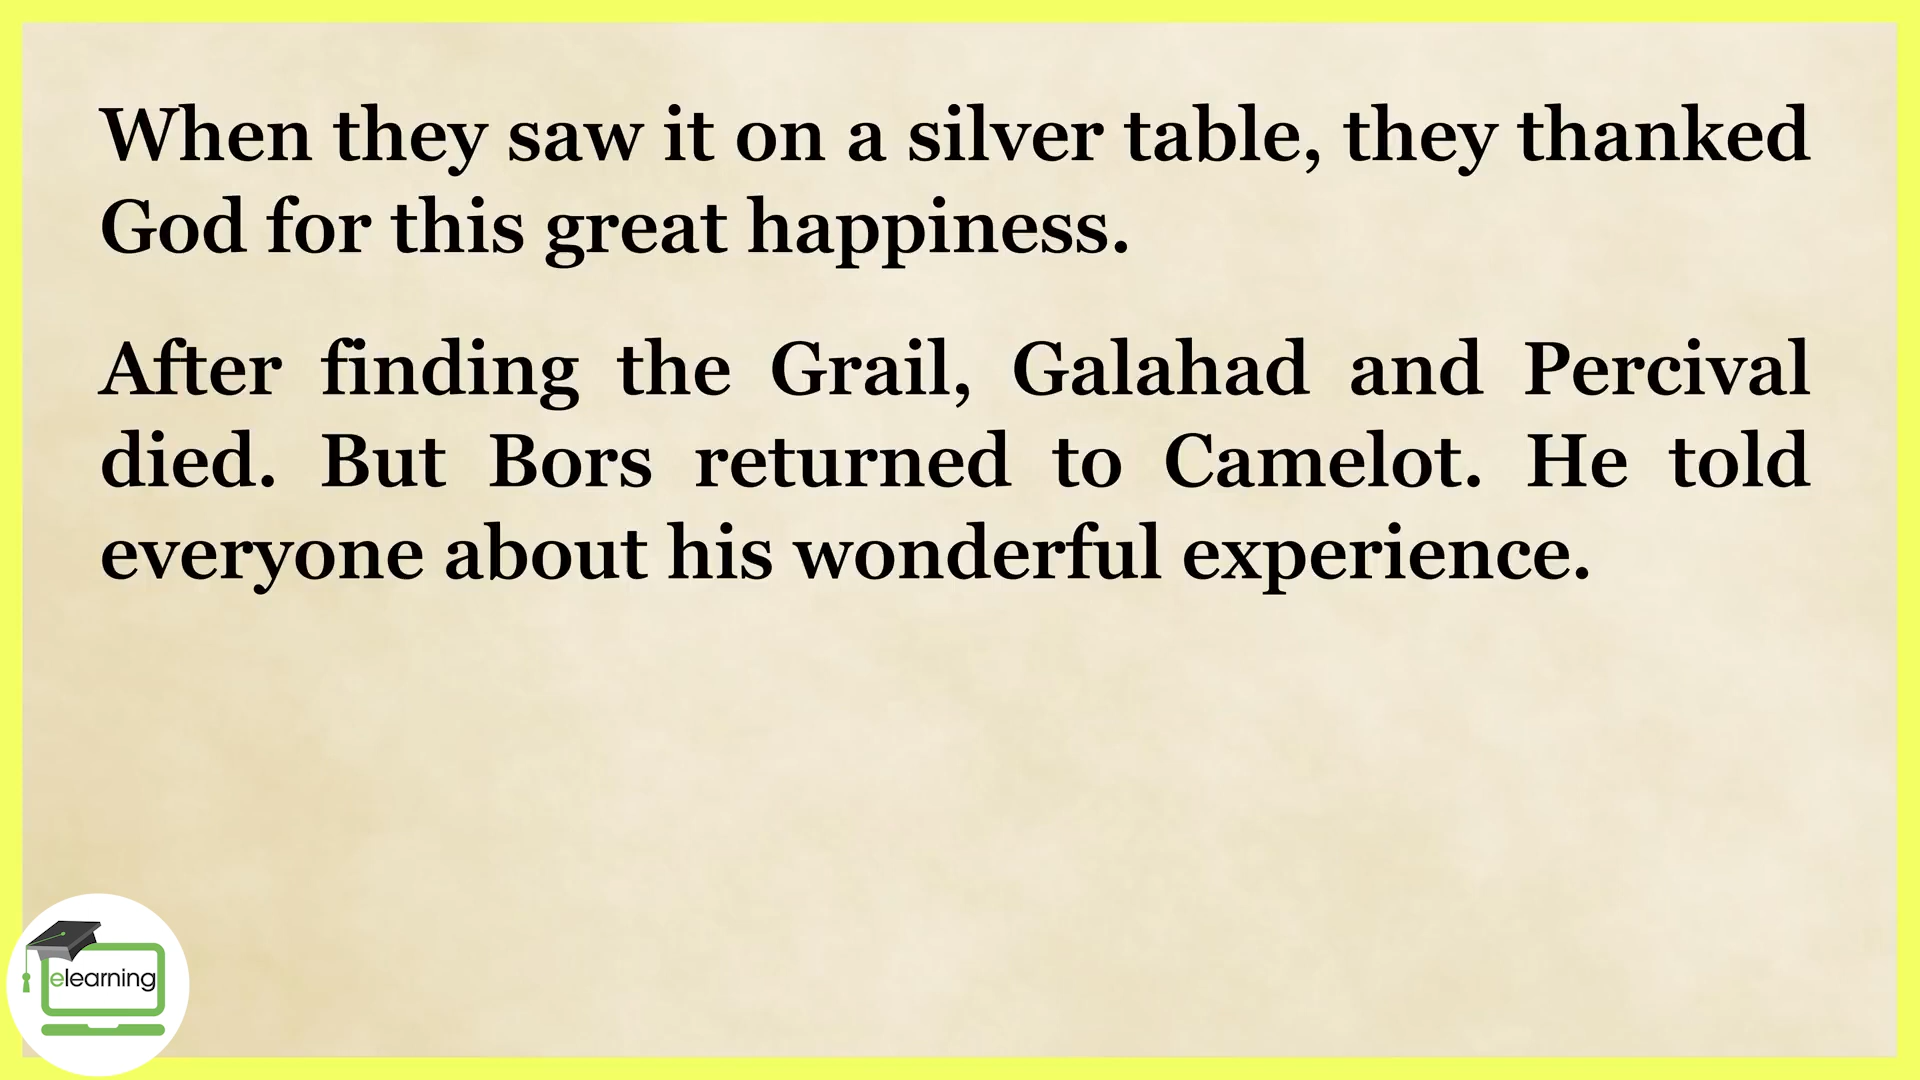 When they saw it on a silver table, they thanked
God for this great happiness.
After finding the Grail, Galahad and Percival
died. But Bors returned to Camelot. He told
everyone about his wonderful experience.
elearning